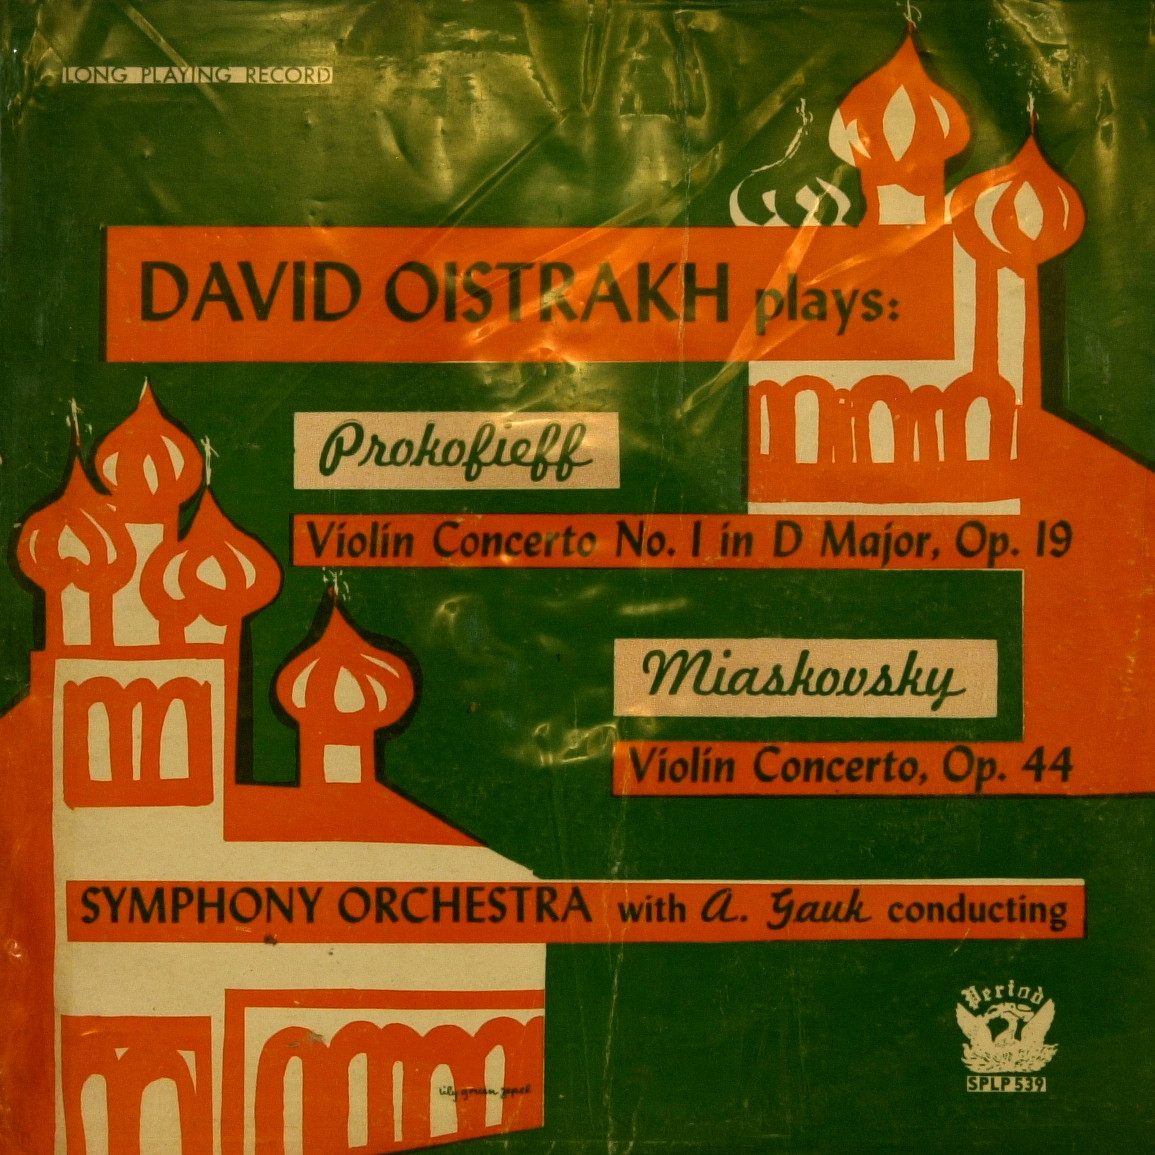 LONG PLAYING RECORD
DAVID OISTRAKH plays:
Prokofieff
Violin Concerto No. 1 in D Major, Op. 19
Miaskovsky
Violin Concerto, Op. 44
SYMPHONY ORCHESTRA with A. Gauk conducting
Period
SPLP 539